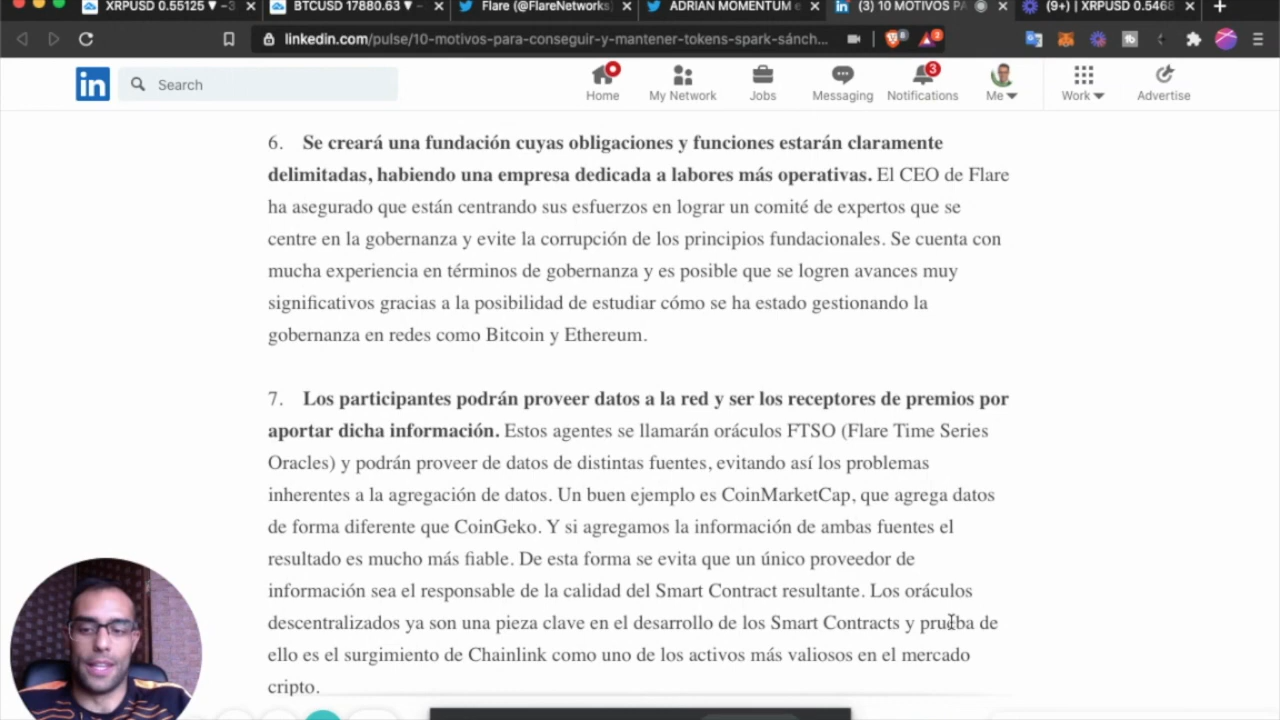 XRPUSD 0.55125 ▼ −3
BTCUSD 17880.63 ▼
Flare (@FlareNetworks
ADRIAN MOMENTUM e
(3) 10 MOTIVOS PA
(9+) | XRPUSD 0.5468
linkedin.com/pulse/10-motivos-para-conseguir-y-mantener-tokens-spark-sánch...
8
3
in
Search
Home
My Network
Jobs
Messaging
3
Notifications
Me
Work
Advertise
6. Se creará una fundación cuyas obligaciones y funciones estarán claramente
delimitadas, habiendo una empresa dedicada a labores más operativas. El CEO de Flare
ha asegurado que están centrando sus esfuerzos en lograr un comité de expertos que se
centre en la gobernanza y evite la corrupción de los principios fundacionales. Se cuenta con
mucha experiencia en términos de gobernanza y es posible que se logren avances muy
significativos gracias a la posibilidad de estudiar cómo se ha estado gestionando la
gobernanza en redes como Bitcoin y Ethereum.
7. Los participantes podrán proveer datos a la red y ser los receptores de premios por
aportar dicha información. Estos agentes se llamarán oráculos FTSO (Flare Time Series
Oracles) y podrán proveer de datos de distintas fuentes, evitando así los problemas
inherentes a la agregación de datos. Un buen ejemplo es CoinMarketCap, que agrega datos
de forma diferente que CoinGeko. Y si agregamos la información de ambas fuentes el
resultado es mucho más fiable. De esta forma se evita que un único proveedor de
información sea el responsable de la calidad del Smart Contract resultante. Los oráculos
descentralizados ya son una pieza clave en el desarrollo de los Smart Contracts y prueba de
ello es el surgimiento de Chainlink como uno de los activos más valiosos en el mercado
cripto.